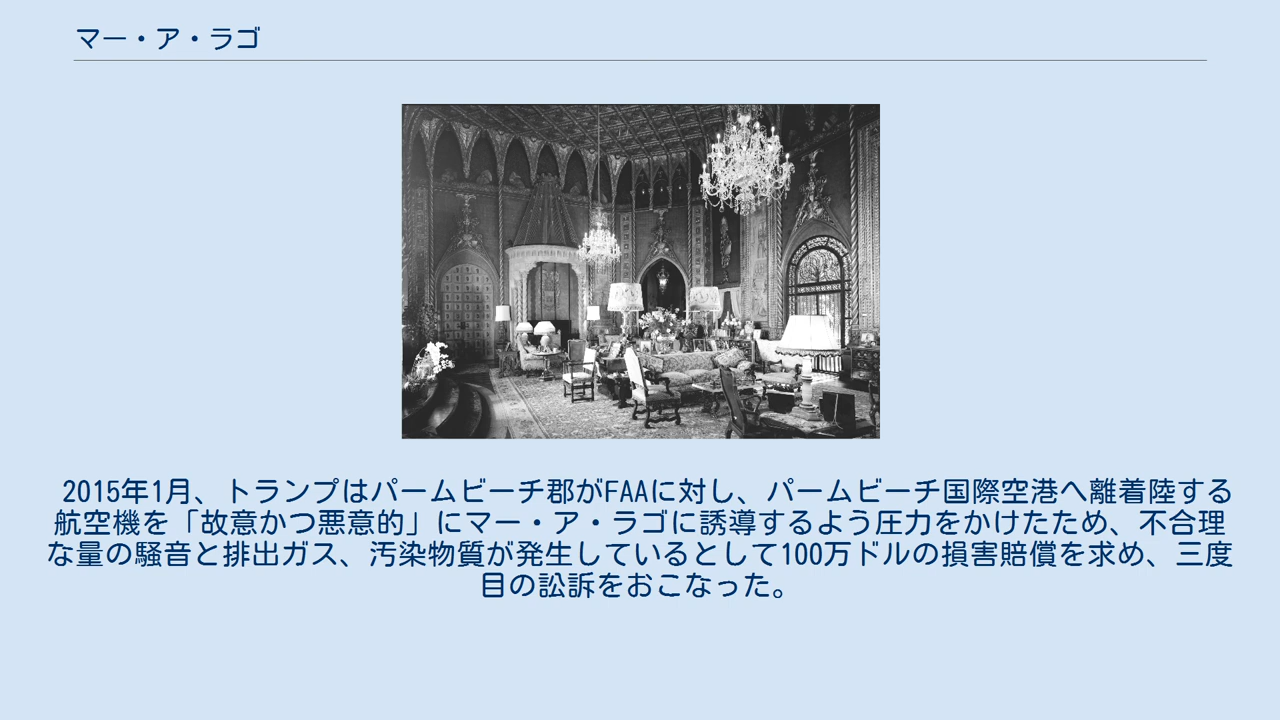 マー・ア・ラゴ
2015年1月、トランプはパームビーチ郡がFAAに対し、パームビーチ国際空港へ離着陸する
航空機を「故意かつ悪意的」にマー・ア・ラゴに誘導するよう圧力をかけたため、不合理
な量の騒音と排出ガス、汚染物質が発生しているとして100万ドルの損害賠償を求め、三度
目の訟訴をおこなった。